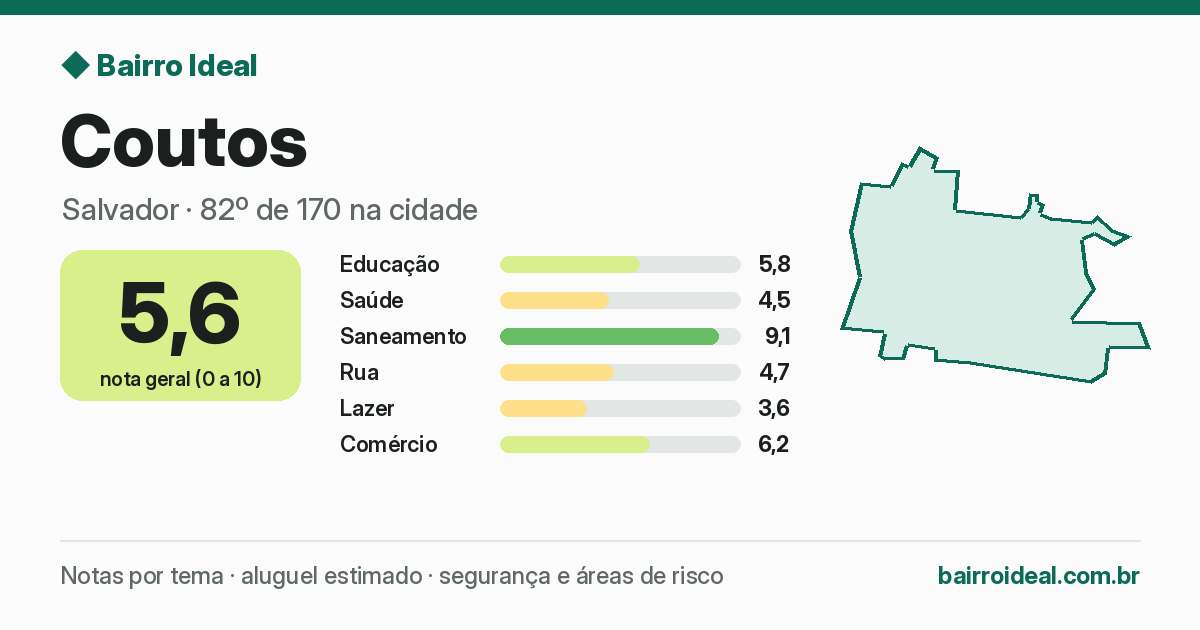 Bairro Ideal
Coutos
Salvador · 82º de 170 na cidade
5,6
nota geral (0 a 10)
Educação 5,8
Saúde 4,5
Saneamento 9,1
Rua 4,7
Lazer 3,6
Comércio 6,2
Notas por tema · aluguel estimado · segurança e áreas de risco
bairroideal.com.br